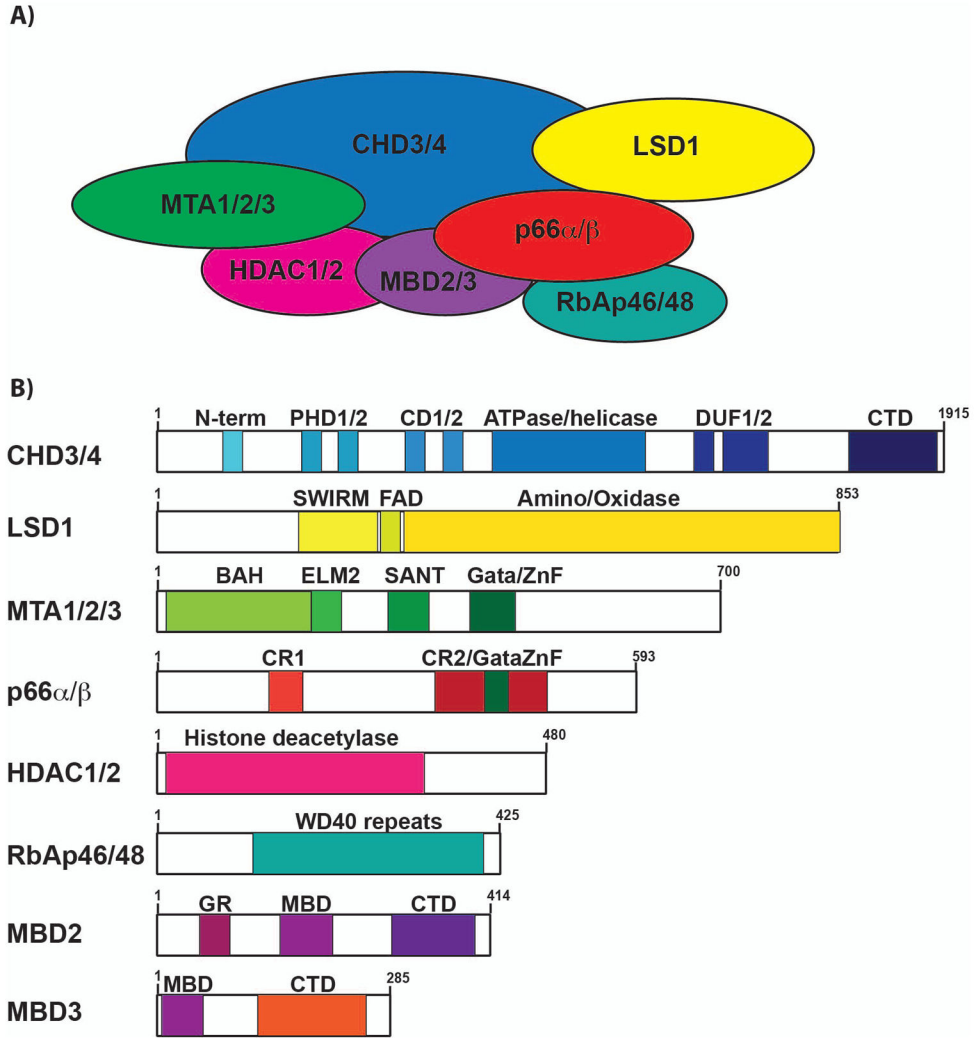 A)
CHD3/4
LSD1
MTA1/2/3
p66α/β
HDAC1/2
MBD2/3
RbAp46/48
B)
1 1915
N-term PHD1/2 CD1/2 ATPase/helicase DUF1/2 CTD
CHD3/4
1 853
SWIRM FAD Amino/Oxidase
LSD1
1 700
BAH ELM2 SANT Gata/ZnF
MTA1/2/3
1 593
CR1 CR2/GataZnF
p66α/β
1 480
Histone deacetylase
HDAC1/2
1 425
WD40 repeats
RbAp46/48
1 414
GR MBD CTD
MBD2
1 285
MBD CTD
MBD3